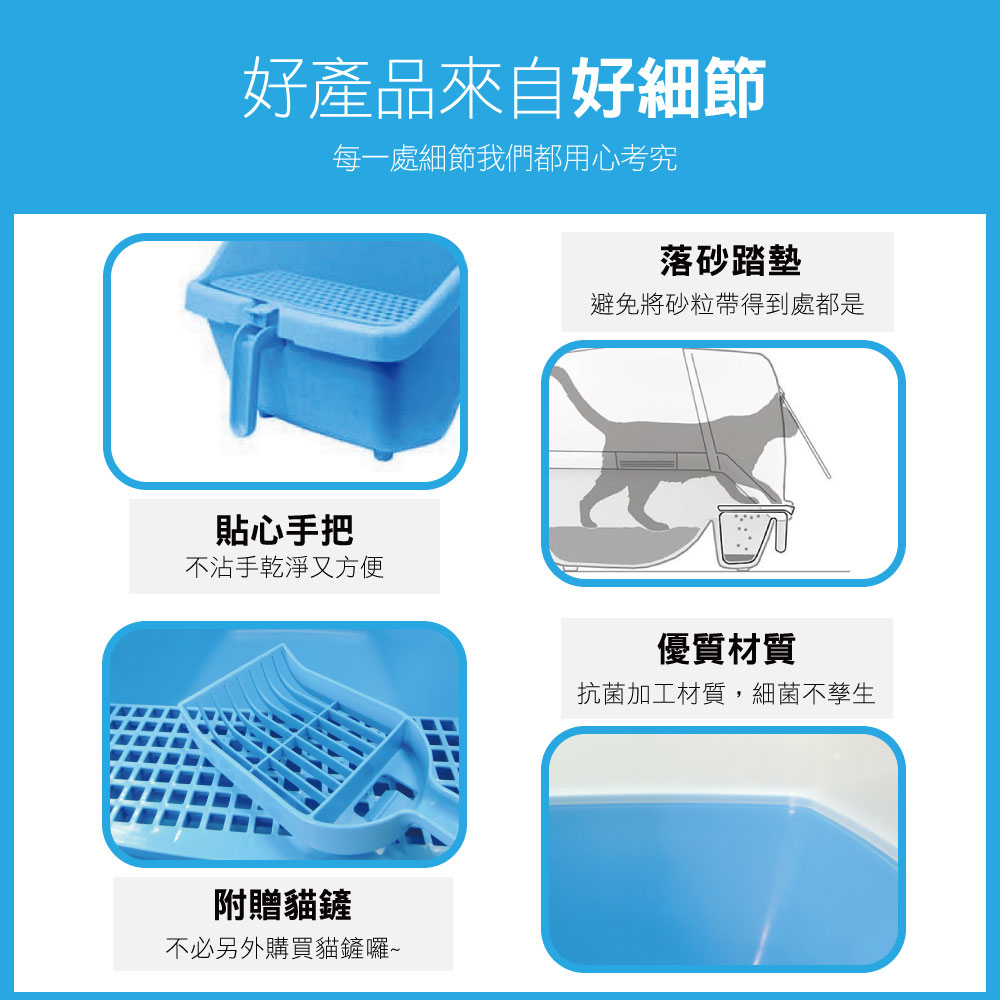 好產品來自好細節
每一處細節我們都用心考究
落砂踏墊
避免將砂粒帶得到處都是
貼心手把
不沾手乾淨又方便
優質材質
抗菌加工材質，細菌不孳生
附贈貓鏟
不必另外購買貓鏟囉~